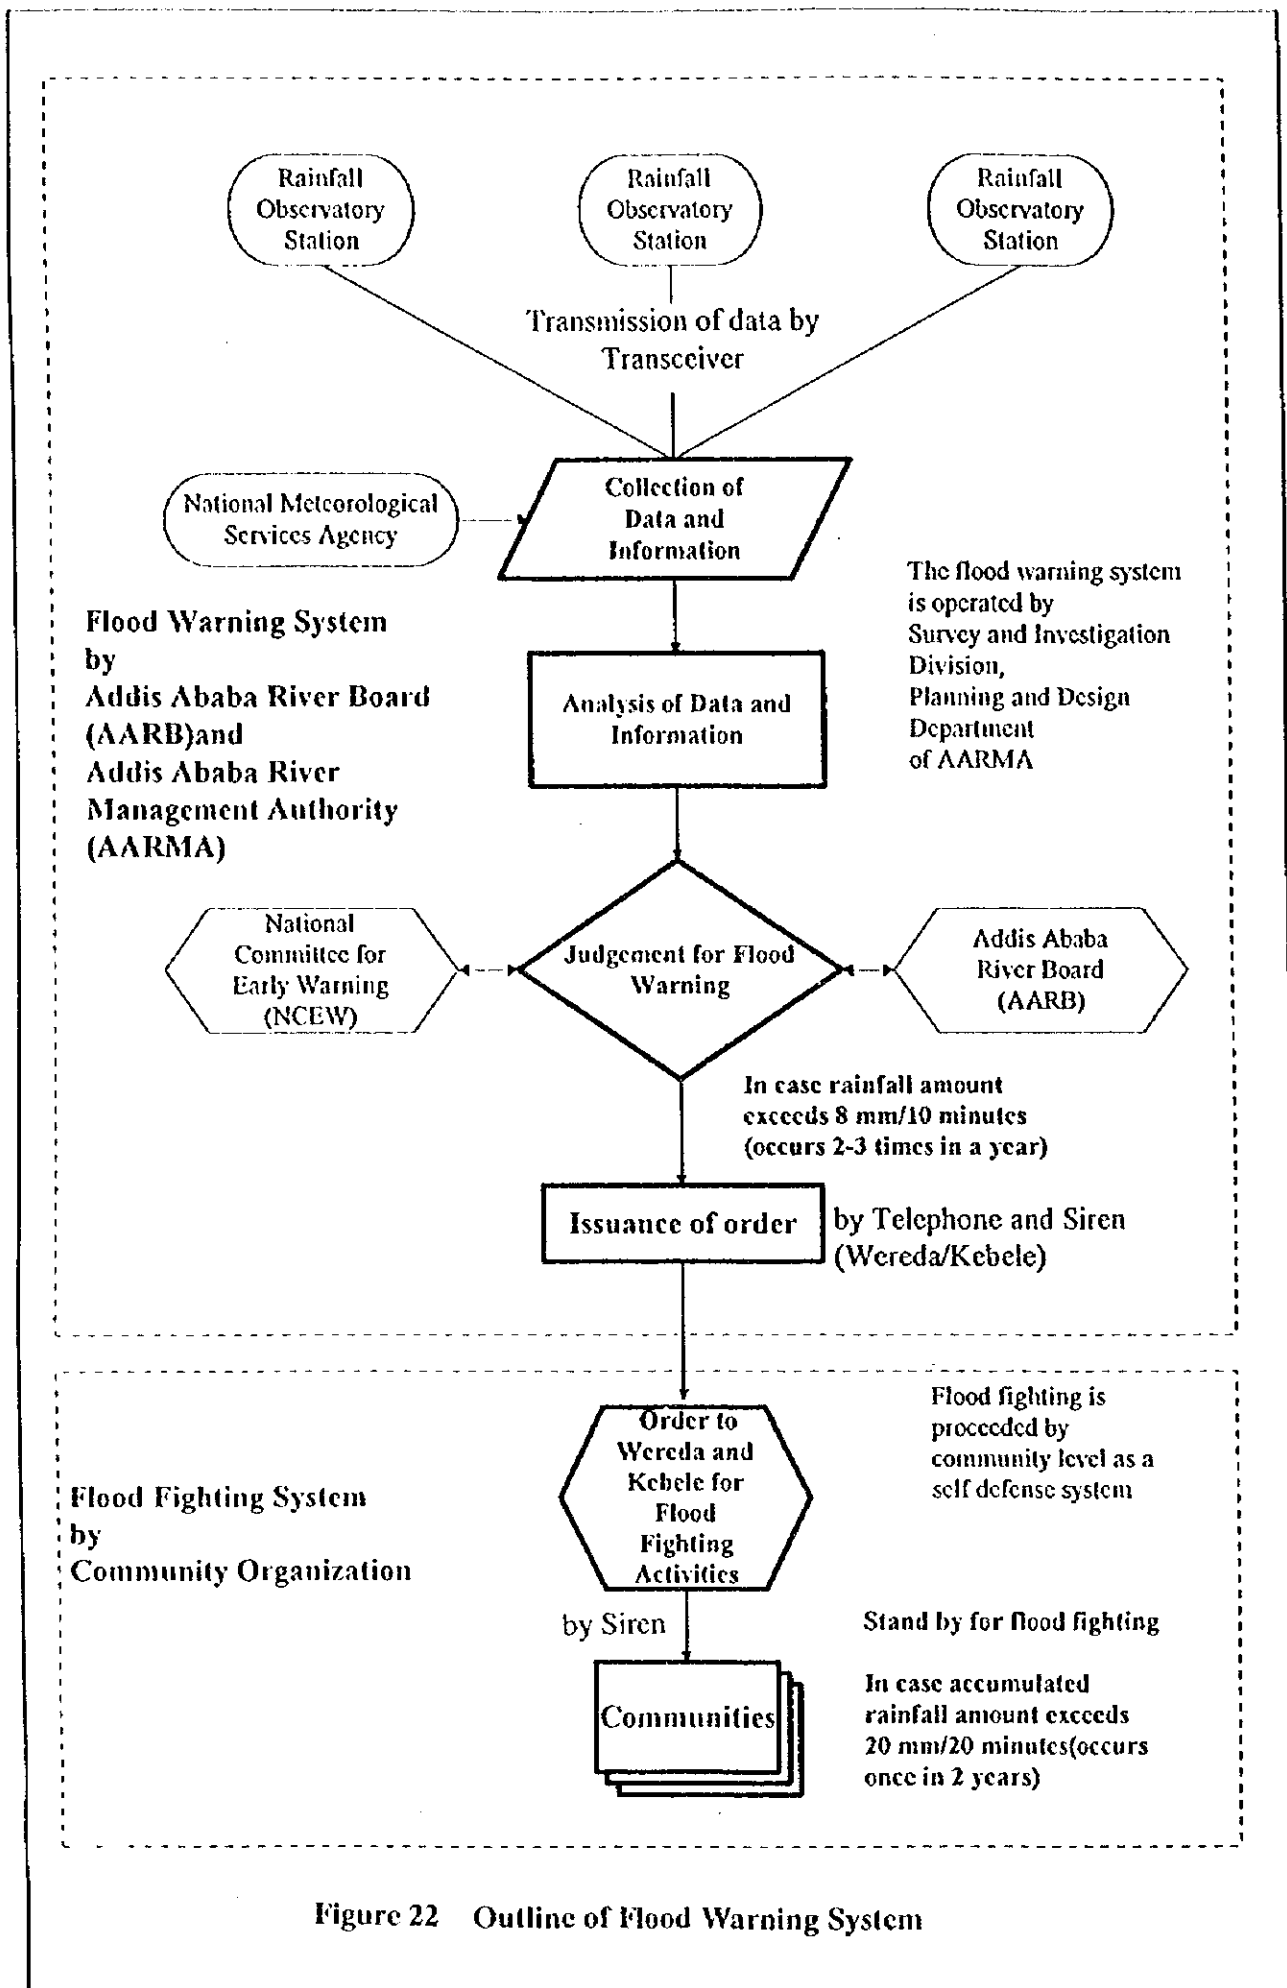 Rainfall
Observatory
Station
Rainfall
Observatory
Station
Rainfall
Observatory
Station
Transmission of data by
Transceiver
Collection of
Data and
Information
National Meteorological
Services Agency
The flood warning system
is operated by
Survey and Investigation
Division,
Planning and Design
Department
of AARMA
Flood Warning System
by
Addis Ababa River Board
(AARB)and
Addis Ababa River
Management Authority
(AARMA)
Analysis of Data and
Information
National
Committee for
Early Warning
(NCEW)
Judgement for Flood
Warning
Addis Ababa
River Board
(AARB)
In case rainfall amount
exceeds 8 mm/10 minutes
(occurs 2-3 times in a year)
Issuance of order
by Telephone and Siren
(Wereda/Kebele)
Flood fighting is
proceeded by
community level as a
self defense system
Order to
Wereda and
Kebele for
Flood
Fighting
Activities
Flood Fighting System
by
Community Organization
by Siren
Stand by for flood fighting
Communities
In case accumulated
rainfall amount exceeds
20 mm/20 minutes(occurs
once in 2 years)
Figure 22 Outline of Flood Warning System